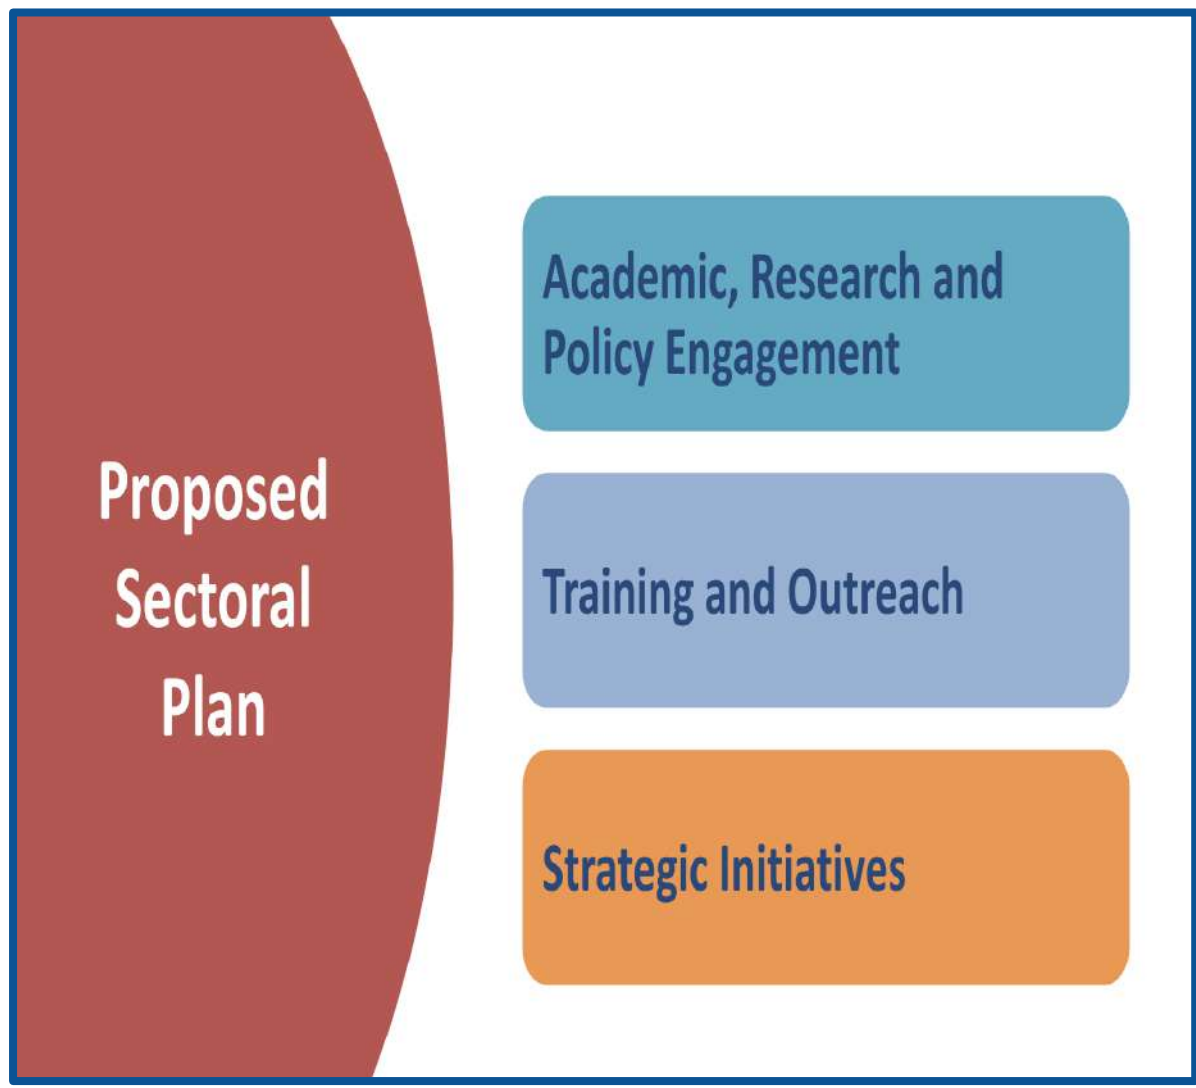 Proposed
Sectoral
Plan
Academic, Research and
Policy Engagement
Training and Outreach
Strategic Initiatives